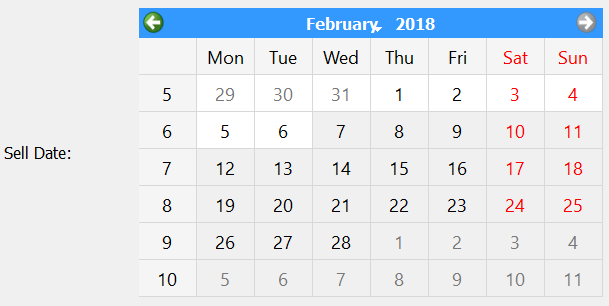 February 2018
Mon Tue Wed Thu Fri Sat Sun
5 29 30 31 1 2 3 4
6 5 6 7 8 9 10 11
Sell Date:
7 12 13 14 15 16 17 18
8 19 20 21 22 23 24 25
9 26 27 28 1 2 3 4
10 5 6 7 8 9 10 11